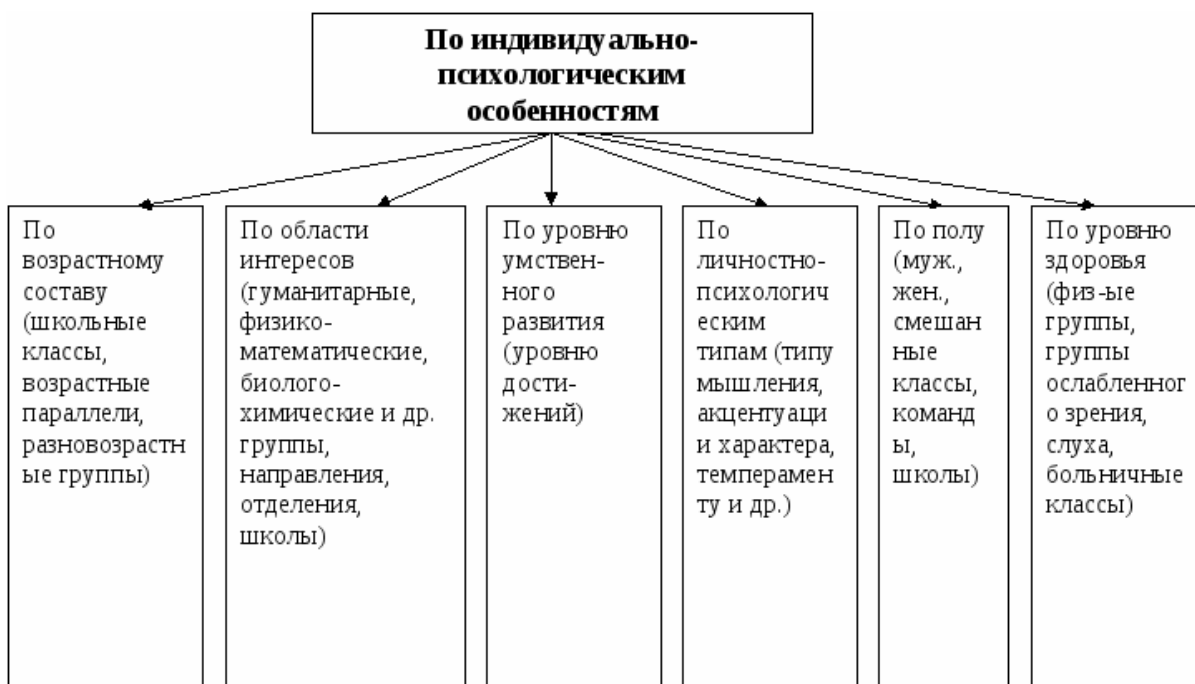 По индивидуально-
психологическим
особенностям
По
возрастному
составу
(школьные
классы,
возрастные
параллели,
разновозрастн
ые группы)
По области
интересов
(гуманитарные,
физико-
математические,
биолого-
химические и др.
группы,
направления,
отделения,
школы)
По уровню
умствен-
ного
развития
(уровню
дости-
жений)
По
личностно-
психологич
еским
типам (типу
мышления,
акцентуаци
и характера,
темперамен
ту и др.)
По полу
(муж.,
жен.,
смешан
ные
классы,
команд
ы,
школы)
По уровню
здоровья
(физ-ые
группы,
группы
ослабленног
о зрения,
слуха,
больничные
классы)